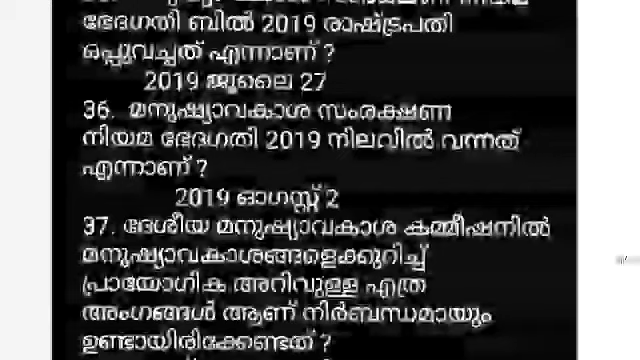 ഭേദഗതി ബിൽ 2019 രാഷ്ട്രപതി
ഒപ്പുവച്ചത് എന്നാണ് ?
2019 ജൂലൈ 27
36. മനുഷ്യാവകാശ സംരക്ഷണ
നിയമ ഭേദഗതി 2019 നിലവിൽ വന്നത്
എന്നാണ് ?
2019 ഓഗസ്റ്റ് 2
37. ദേശീയ മനുഷ്യാവകാശ കമ്മീഷനിൽ
മനുഷ്യാവകാശങ്ങളെക്കുറിച്ച്
പ്രായോഗിക അറിവുള്ള എത്ര
അംഗങ്ങൾ ആണ് നിർബന്ധമായും
ഉണ്ടായിരിക്കേണ്ടത് ?